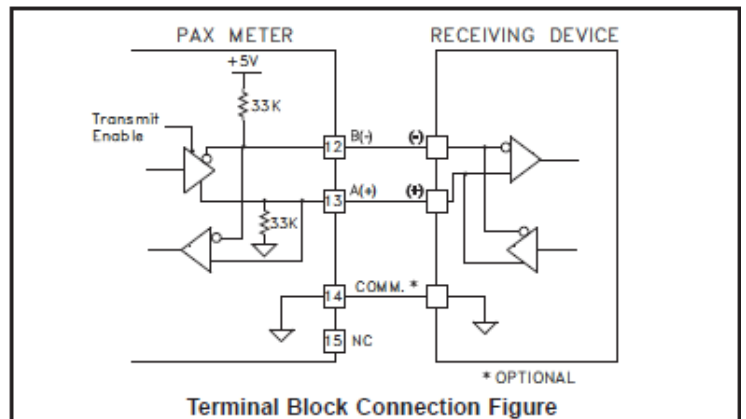 PAX METER
RECEIVING DEVICE
+5V
33K
Transmit
Enable
12 B(-) (-)
13 A(+) (+)
33K
14 COMM. *
15 NC
* OPTIONAL
Terminal Block Connection Figure